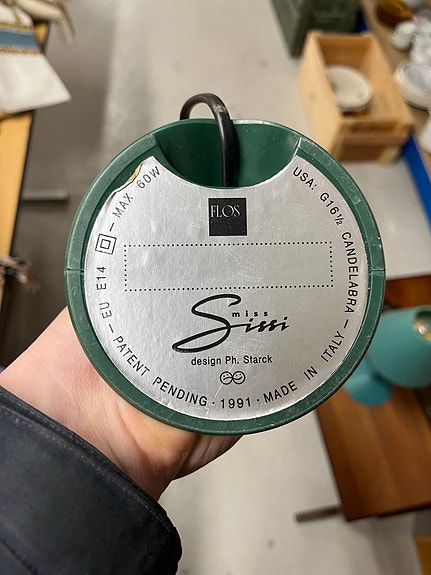 FLOS
miss
Sissi
design Ph. Starck
EU E14 – MAX 60W
USA: G16½ CANDELABRA –
– PATENT PENDING · 1991 · MADE IN ITALY –